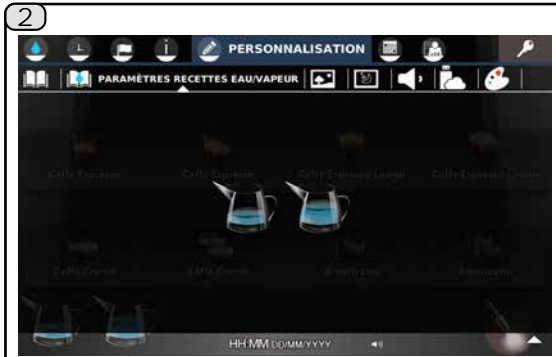 2
PERSONNALISATION
PARAMÈTRES RECETTES EAU/VAPEUR
Caffè Espresso Caffè Espresso Caffè Espresso Lungo Caffè Espresso Lungo
Caffè Crema Caffè Crema Americano Americano
HH:MM DD/MM/YYYY